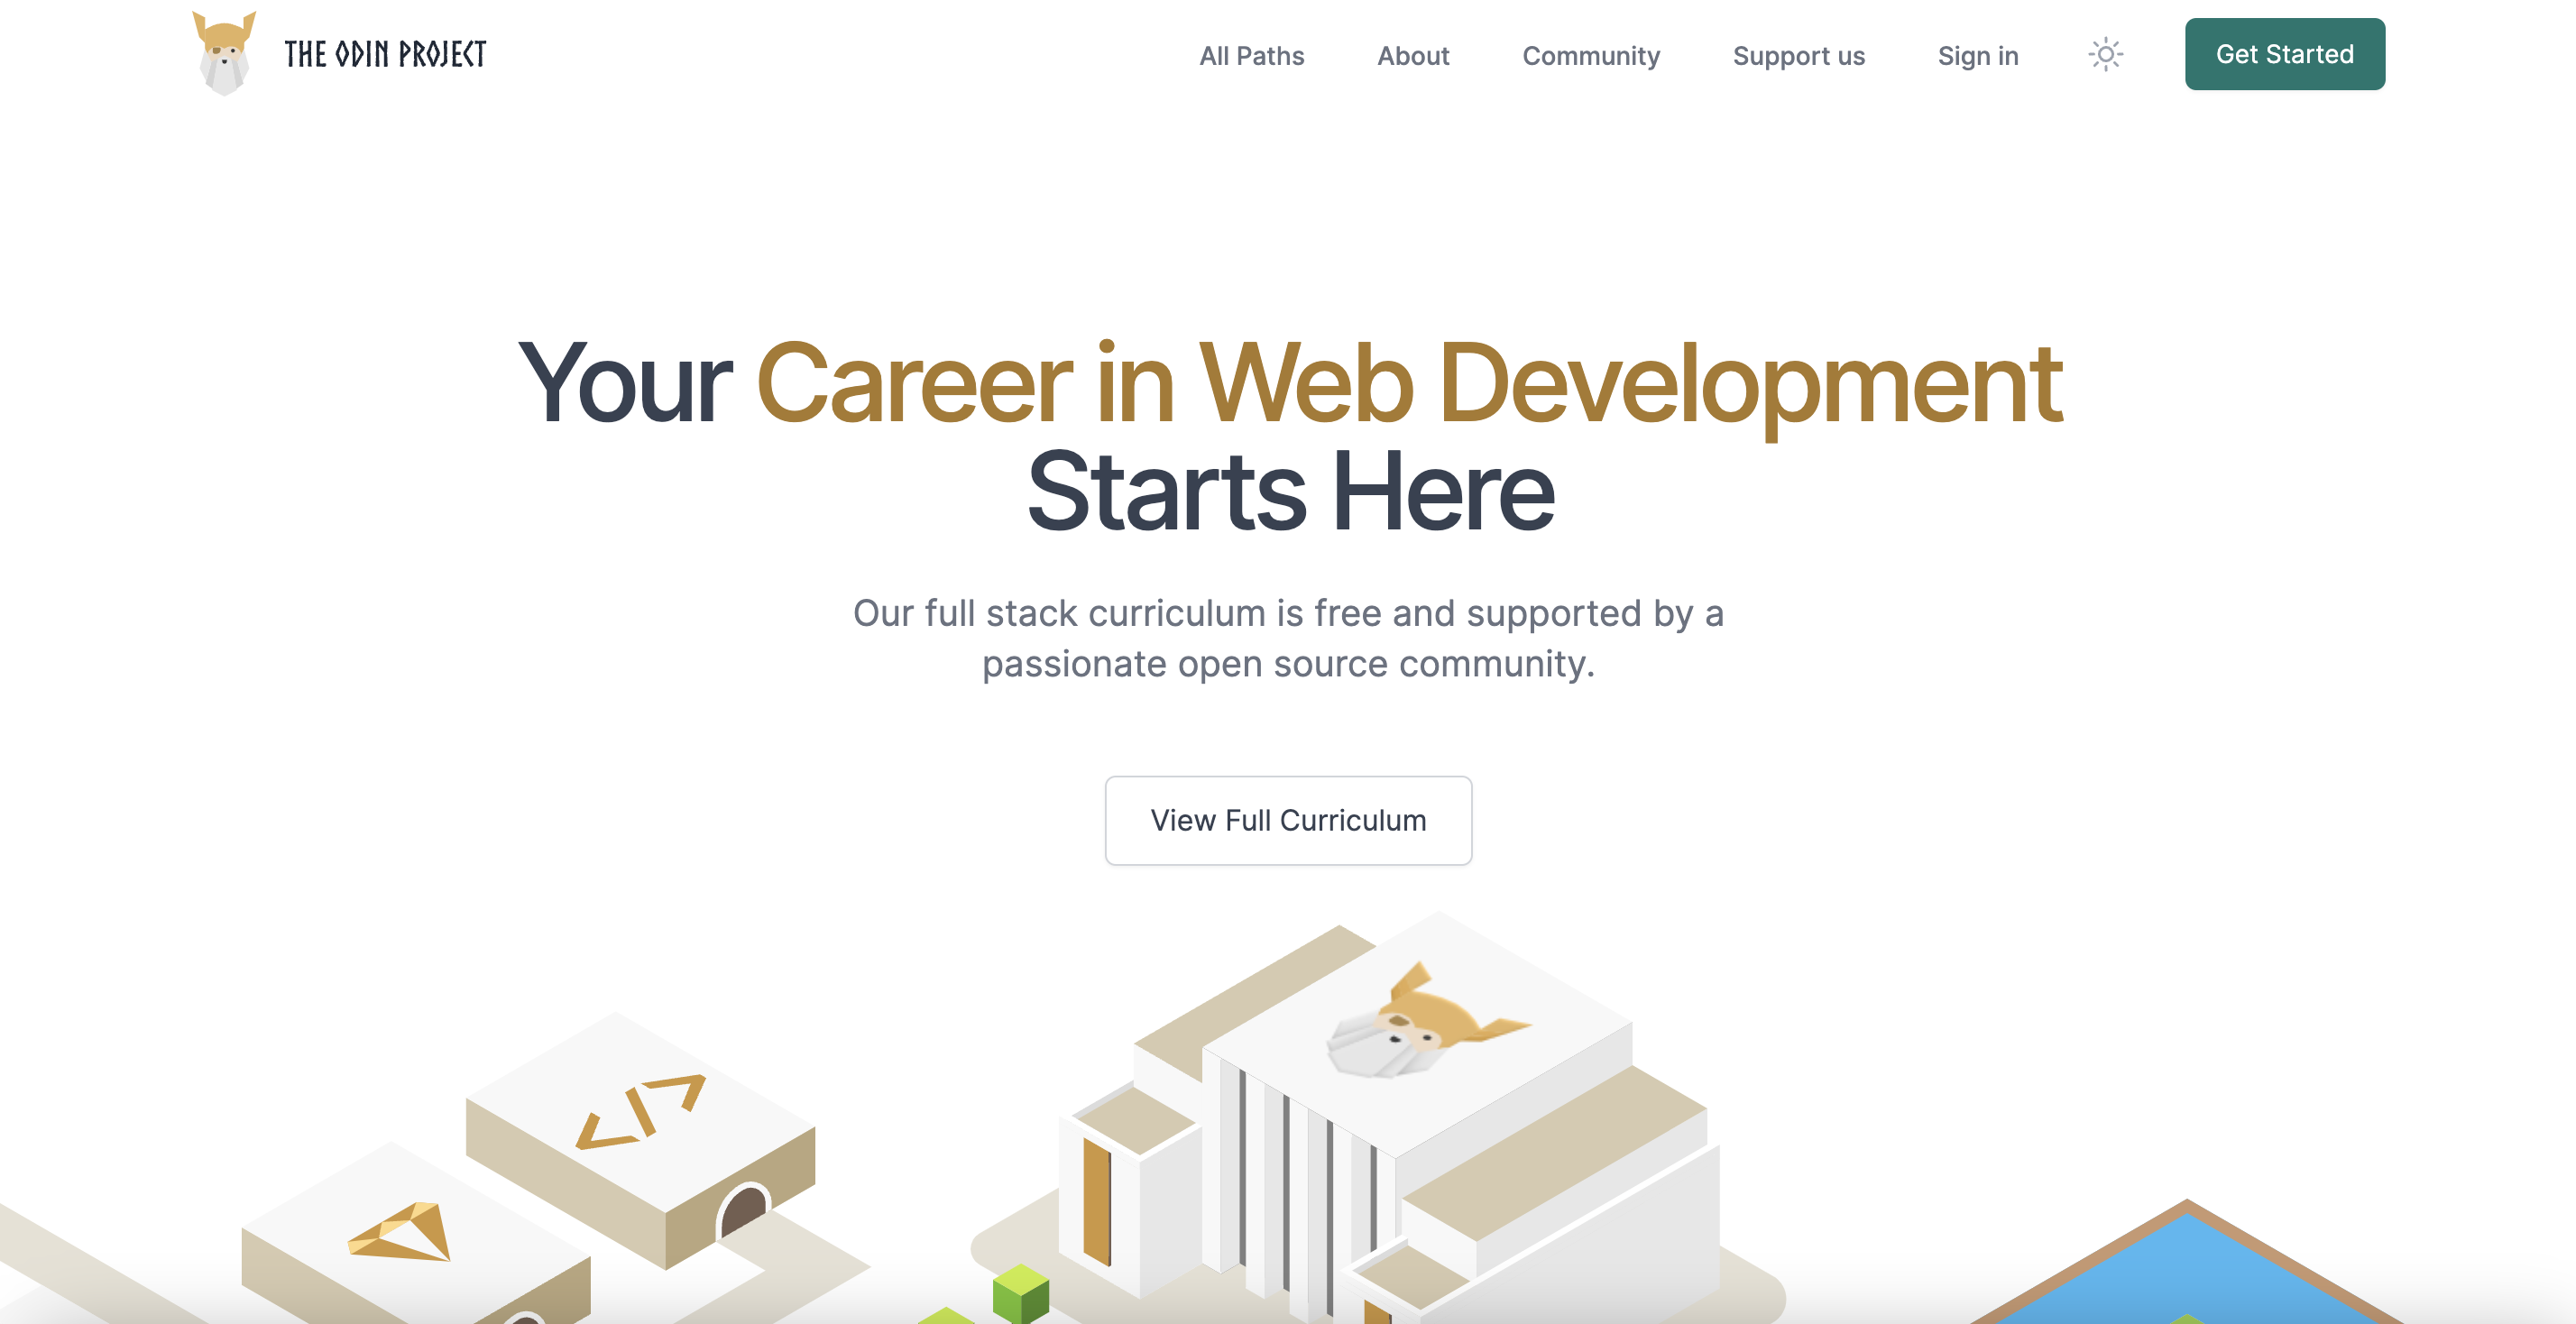 THE ODIN PROJECT
All Paths
About
Community
Support us
Sign in
Get Started
Your Career in Web Development
Starts Here
Our full stack curriculum is free and supported by a
passionate open source community.
View Full Curriculum
</>